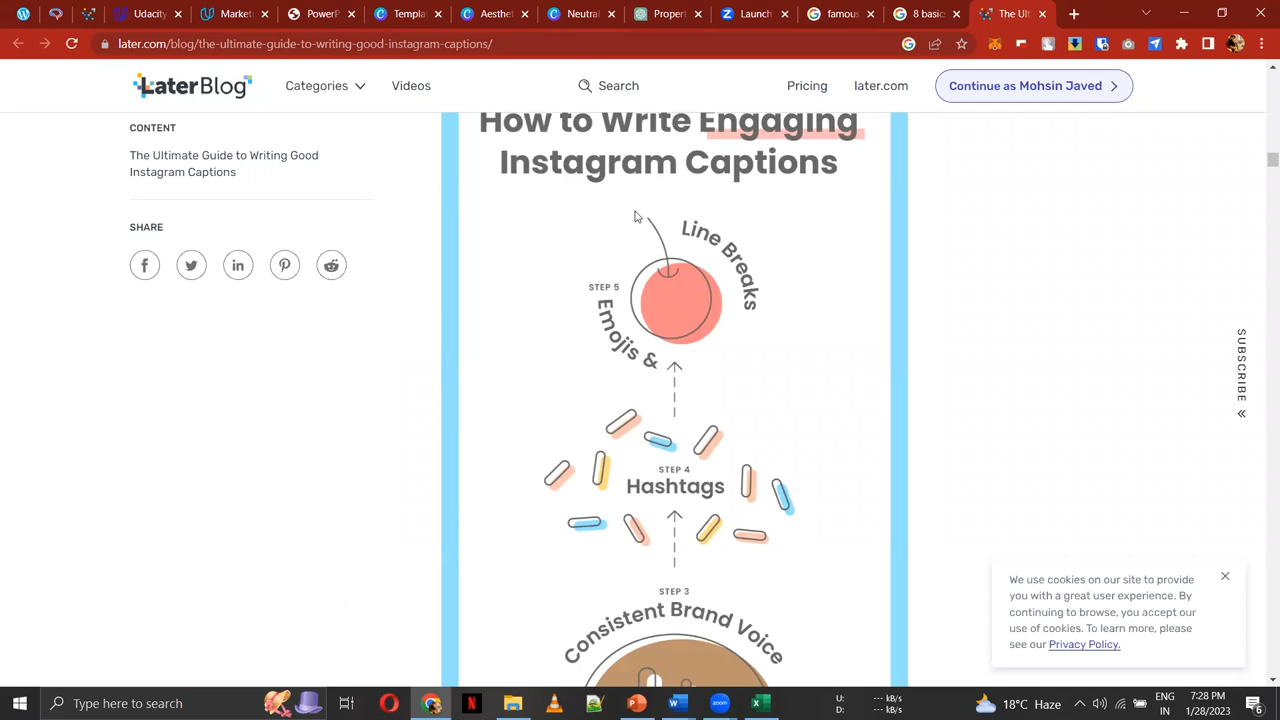 Udacity
Market
PowerP
Templa
Aesthe
Neutra
Propert
Zen Launch
famous
8 basic
The Ult
later.com/blog/the-ultimate-guide-to-writing-good-instagram-captions/
LaterBlog
Categories
Videos
Search
Pricing
later.com
Continue as Mohsin Javed
CONTENT
The Ultimate Guide to Writing Good
Instagram Captions
SHARE
How to Write Engaging
Instagram Captions
STEP 5
Emojis &
Line Breaks
STEP 4
Hashtags
STEP 3
Consistent Brand Voice
SUBSCRIBE
We use cookies on our site to provide
you with a great user experience. By
continuing to browse, you accept our
use of cookies. To learn more, please
see our Privacy Policy.
Type here to search
U:
D:
--- kB/s
--- kB/s
18°C Haze
ENG
IN
7:28 PM
1/28/2023
6